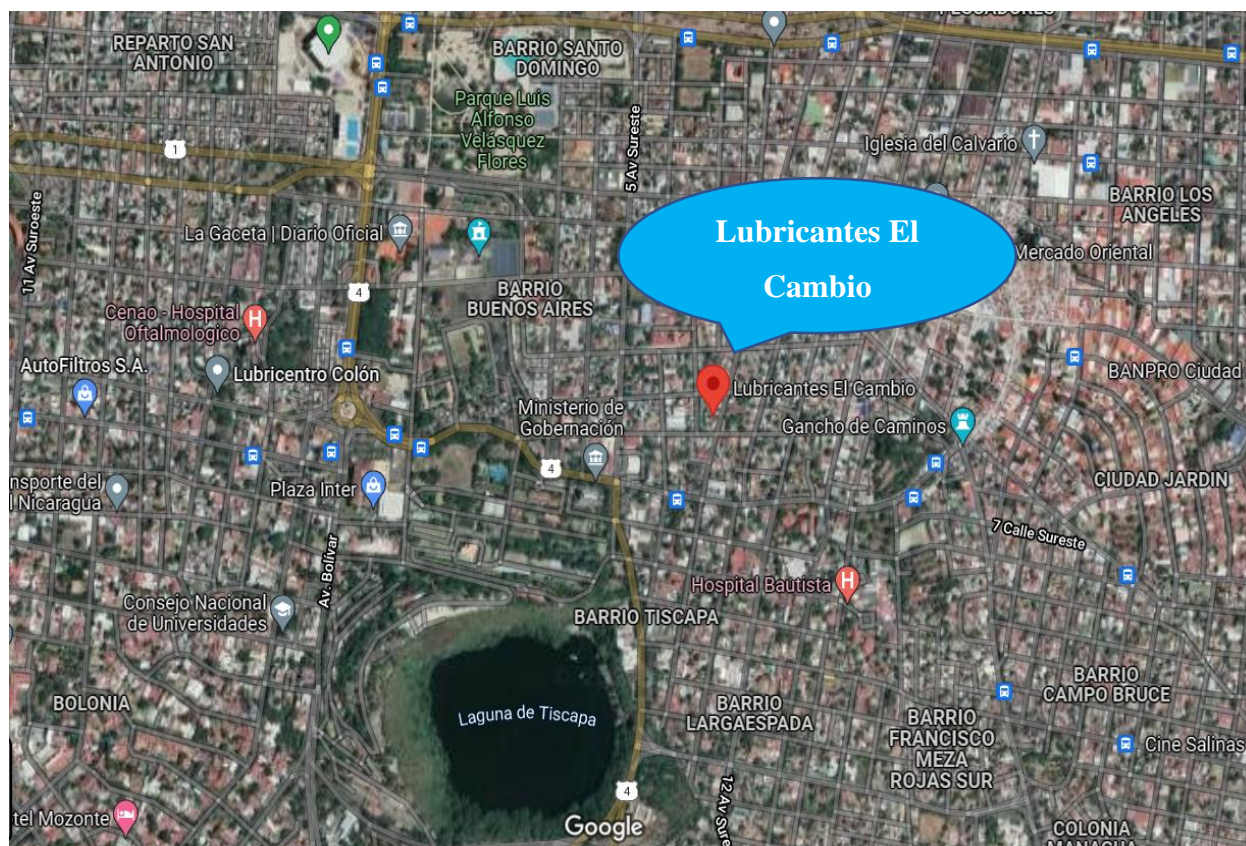 REPARTO SAN
ANTONIO
BARRIO SANTO
DOMINGO
Parque Luis
Alfonso
Velásquez
Flores
5 Av Sureste
Iglesia del Calvario
1
BARRIO LOS
ANGELES
11 Av Suroeste
La Gaceta | Diario Oficial
Lubricantes El
Cambio
Mercado Oriental
4
BARRIO
BUENOS AIRES
Cenao - Hospital
Oftalmologico
H
AutoFiltros S.A.
Lubricentro Colón
Lubricantes El Cambio
BANPRO Ciudad
Ministerio de
Gobernación
Gancho de Caminos
4
Plaza Inter
nsporte del
l Nicaragua
CIUDAD JARDIN
7 Calle Sureste
Av. Bolívar
Hospital Bautista
H
Consejo Nacional
de Universidades
BARRIO TISCAPA
BOLONIA
Laguna de Tiscapa
BARRIO
LARGAESPADA
BARRIO
CAMPO BRUCE
BARRIO
FRANCISCO
MEZA
ROJAS SUR
Cine Salinas
4
12 Av Sure
tel Mozonte
Google
COLONIA